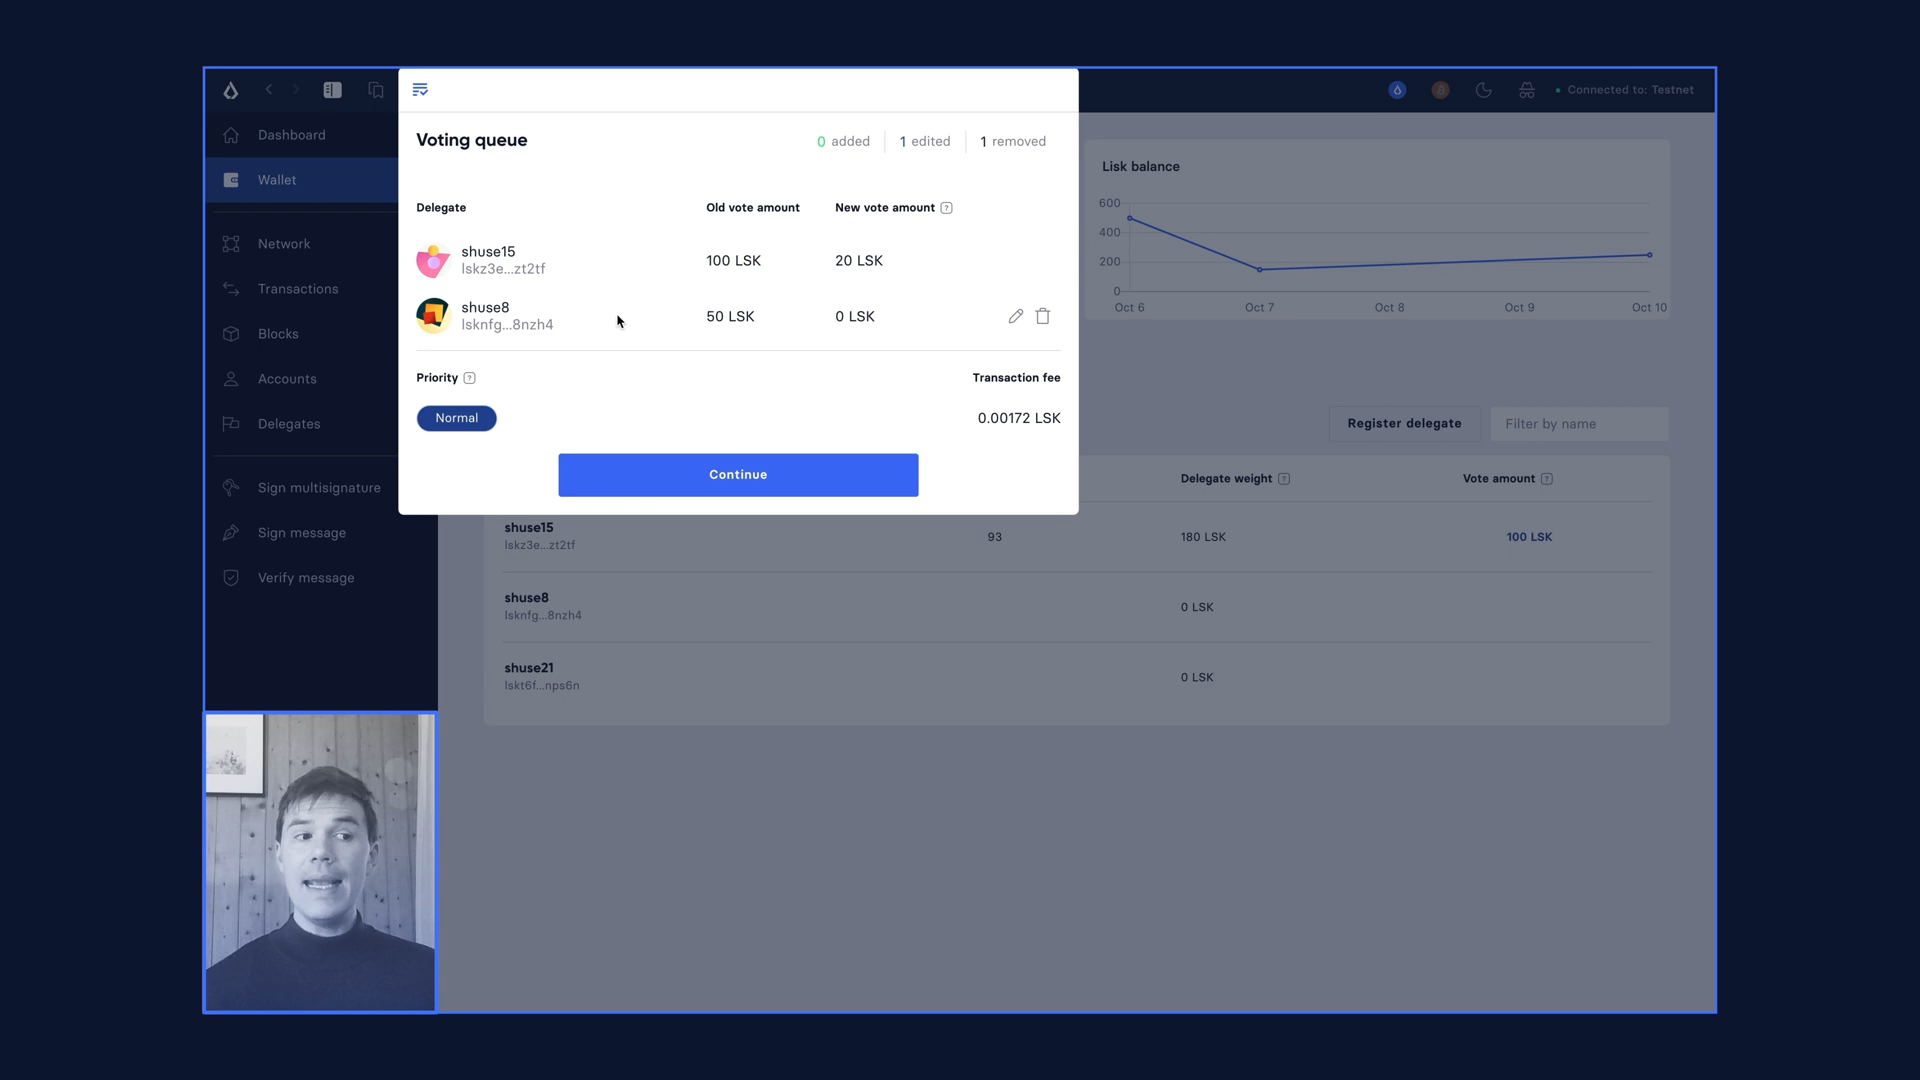 Connected to: Testnet
Dashboard
Wallet
Network
Transactions
Blocks
Accounts
Delegates
Sign multisignature
Sign message
Verify message
Voting queue
0 added
1 edited
1 removed
Delegate
Old vote amount
New vote amount ?
shuse15
lskz3e...zt2tf
100 LSK
20 LSK
shuse8
lsknfg...8nzh4
50 LSK
0 LSK
Priority ?
Transaction fee
Normal
0.00172 LSK
Continue
Lisk balance
600
400
200
0
Oct 6
Oct 7
Oct 8
Oct 9
Oct 10
Register delegate
Filter by name
Delegate weight ?
Vote amount ?
shuse15
lskz3e...zt2tf
93
180 LSK
100 LSK
shuse8
lsknfg...8nzh4
0 LSK
shuse21
lskt6f...nps6n
0 LSK